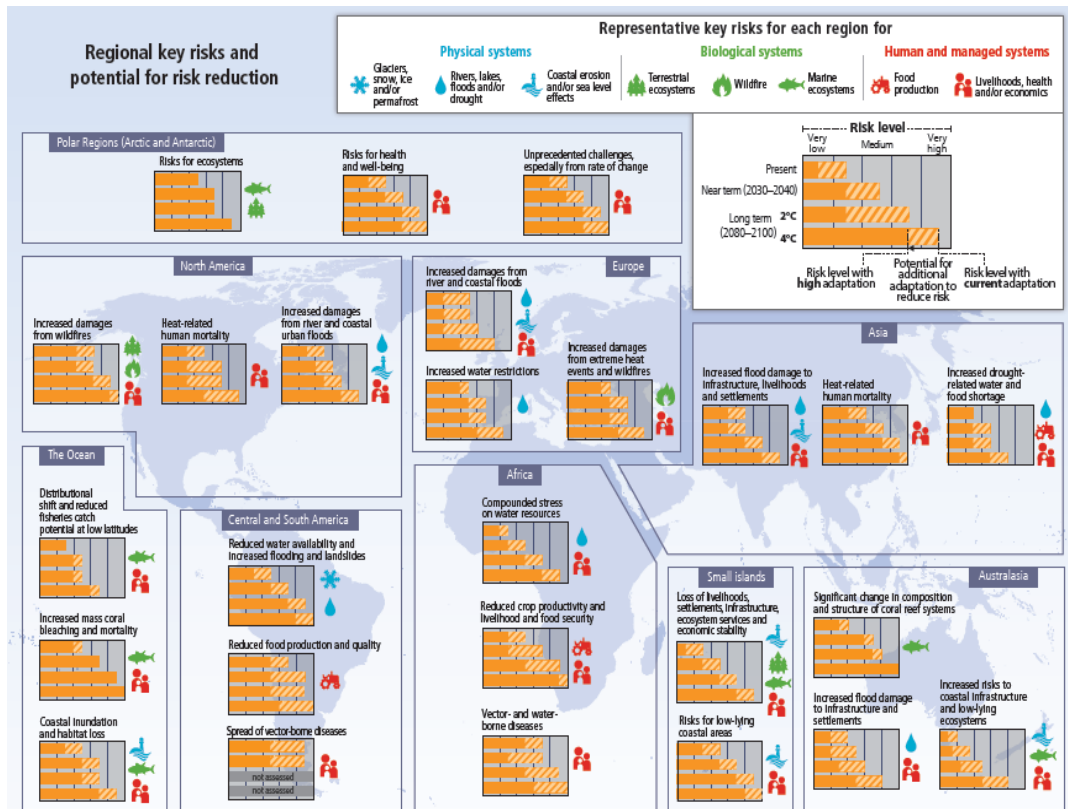 Regional key risks and
potential for risk reduction
Representative key risks for each region for
Physical systems
Biological systems
Human and managed systems
Glaciers,
snow, ice
and/or
permafrost
Rivers, lakes,
floods and/or
drought
Coastal erosion
and/or sea level
effects
Terrestrial
ecosystems
Wildfire
Marine
ecosystems
Food
production
Livelihoods, health
and/or economics
Risk level
Very
low
Medium
Very
high
Present
Near term (2030–2040)
Long term
(2080–2100)
2°C
4°C
Risk level with
high adaptation
Potential for
additional
adaptation to
reduce risk
Risk level with
current adaptation
Polar Regions (Arctic and Antarctic)
Risks for ecosystems
Risks for health
and well-being
Unprecedented challenges,
especially from rate of change
North America
Increased damages
from wildfires
Heat-related
human mortality
Increased damages
from river and coastal
urban floods
Europe
Increased damages from
river and coastal floods
Increased water restrictions
Increased damages
from extreme heat
events and wildfires
Asia
Increased flood damage to
infrastructure, livelihoods
and settlements
Heat-related
human mortality
Increased drought-
related water and
food shortage
The Ocean
Distributional
shift and reduced
fisheries catch
potential at low latitudes
Increased mass coral
bleaching and mortality
Coastal inundation
and habitat loss
Central and South America
Reduced water availability and
increased flooding and landslides
Reduced food production and quality
Spread of vector-borne diseases
not assessed
not assessed
Africa
Compounded stress
on water resources
Reduced crop productivity and
livelihood and food security
Vector- and water-
borne diseases
Small islands
Loss of livelihoods,
settlements, infrastructure,
ecosystem services and
economic stability
Risks for low-lying
coastal areas
Australasia
Significant change in composition
and structure of coral reef systems
Increased flood damage
to infrastructure and
settlements
Increased risks to
coastal infrastructure
and low-lying
ecosystems